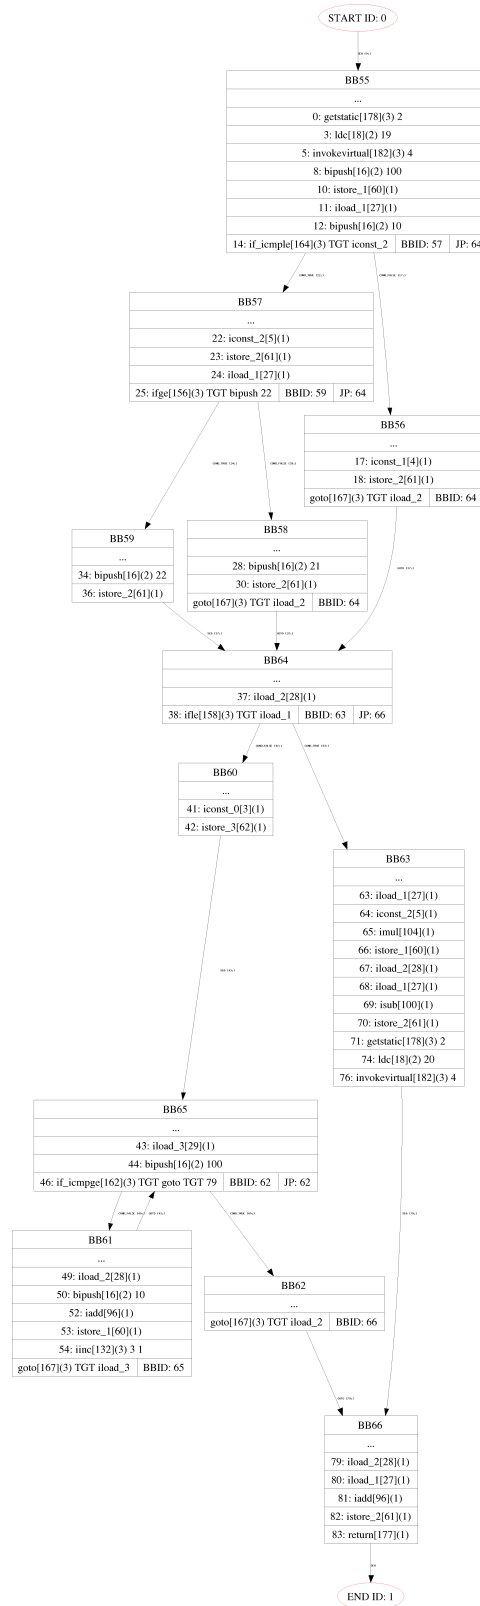 START ID: 0
BB55
...
0: getstatic[178](3) 2
3: ldc[18](2) 19
5: invokevirtual[182](3) 4
8: bipush[16](2) 100
10: istore_1[60](1)
11: iload_1[27](1)
12: bipush[16](2) 10
14: if_icmple[164](3) TGT iconst_2 BBID: 57 JP: 64
BB57
...
22: iconst_2[5](1)
23: istore_2[61](1)
24: iload_1[27](1)
25: ifge[156](3) TGT bipush 22 BBID: 59 JP: 64
BB56
...
17: iconst_1[4](1)
18: istore_2[61](1)
goto[167](3) TGT iload_2 BBID: 64
BB59
...
34: bipush[16](2) 22
36: istore_2[61](1)
BB58
...
28: bipush[16](2) 21
30: istore_2[61](1)
goto[167](3) TGT iload_2 BBID: 64
BB64
...
37: iload_2[28](1)
38: ifle[158](3) TGT iload_1 BBID: 63 JP: 66
BB60
...
41: iconst_0[3](1)
42: istore_3[62](1)
BB63
...
63: iload_1[27](1)
64: iconst_2[5](1)
65: imul[104](1)
66: istore_1[60](1)
67: iload_2[28](1)
68: iload_1[27](1)
69: isub[100](1)
70: istore_2[61](1)
71: getstatic[178](3) 2
74: ldc[18](2) 20
76: invokevirtual[182](3) 4
BB65
...
43: iload_3[29](1)
44: bipush[16](2) 100
46: if_icmpge[162](3) TGT goto TGT 79 BBID: 62 JP: 62
BB61
...
49: iload_2[28](1)
50: bipush[16](2) 10
52: iadd[96](1)
53: istore_1[60](1)
54: iinc[132](3) 3 1
goto[167](3) TGT iload_3 BBID: 65
BB62
...
goto[167](3) TGT iload_2 BBID: 66
BB66
...
79: iload_2[28](1)
80: iload_1[27](1)
81: iadd[96](1)
82: istore_2[61](1)
83: return[177](1)
END ID: 1